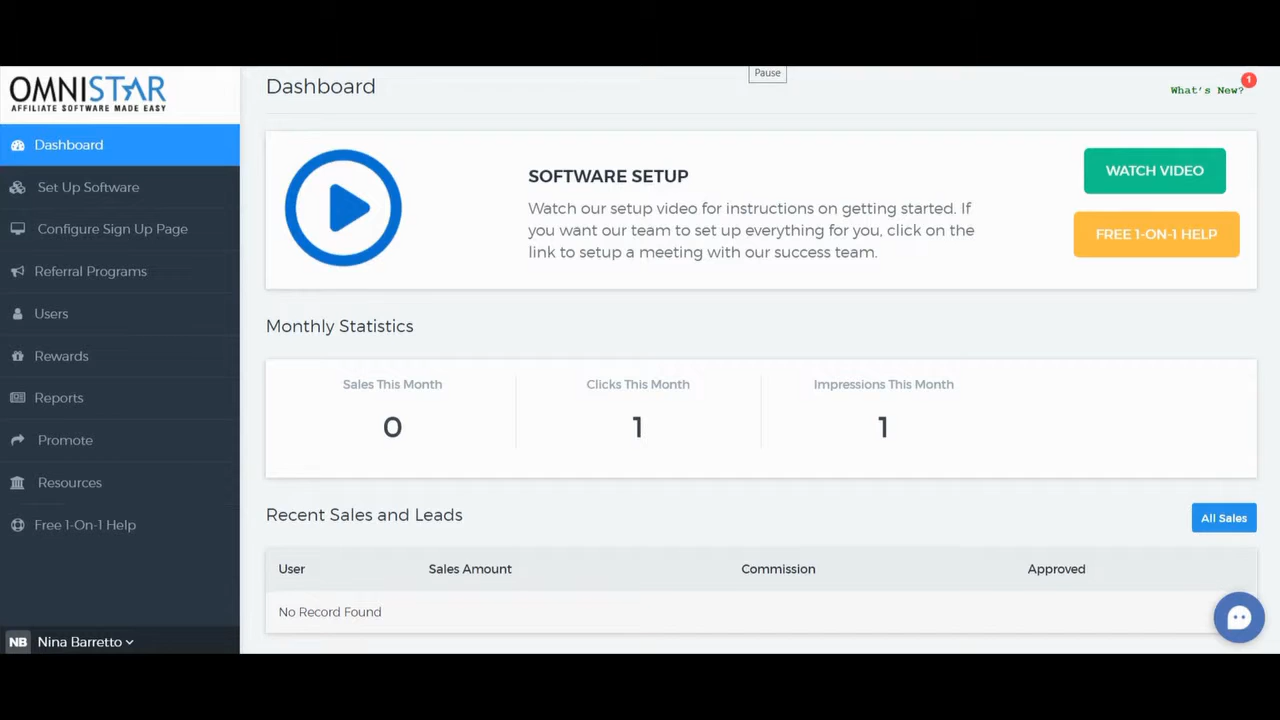 OMNISTAR
AFFILIATE SOFTWARE MADE EASY
Dashboard
Set Up Software
Configure Sign Up Page
Referral Programs
Users
Rewards
Reports
Promote
Resources
Free 1-On-1 Help
NB Nina Barretto
Dashboard
Pause
What's New?
1
SOFTWARE SETUP
Watch our setup video for instructions on getting started. If
you want our team to set up everything for you, click on the
link to setup a meeting with our success team.
WATCH VIDEO
FREE 1-ON-1 HELP
Monthly Statistics
Sales This Month
0
Clicks This Month
1
Impressions This Month
1
Recent Sales and Leads
All Sales
User Sales Amount Commission Approved
No Record Found